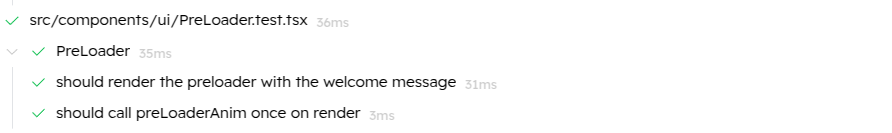 src/components/ui/PreLoader.test.tsx 36ms
PreLoader 35ms
should render the preloader with the welcome message 31ms
should call preLoaderAnim once on render 3ms